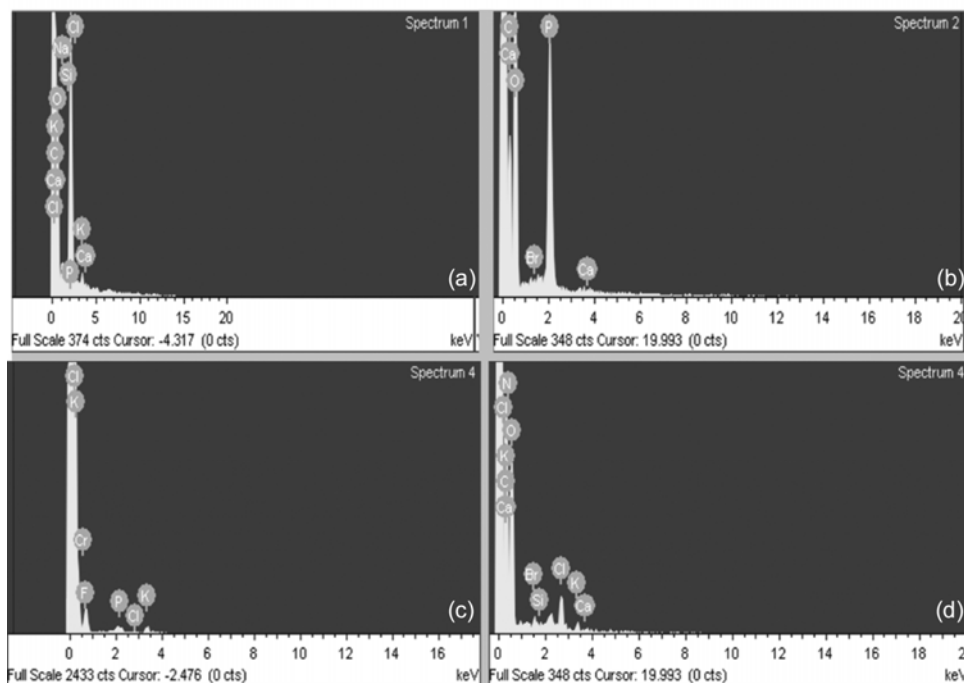 Spectrum 1
Cl
Na
Si
O
K
C
Ca
Cl
K
Ca
P
(a)
0 5 10 15 20
Full Scale 374 cts Cursor: -4.317 (0 cts) keV
Spectrum 2
C
P
Ca
O
Br
Ca
(b)
0 2 4 6 8 10 12 14 16 18 20
Full Scale 348 cts Cursor: 19.993 (0 cts) keV
Spectrum 4
Cl
K
Cr
F
P
K
Cl
(c)
0 2 4 6 8 10 12 14 16
Full Scale 2433 cts Cursor: -2.476 (0 cts) keV
Spectrum 4
N
Cl
O
K
C
Ca
Br
Cl
K
Si
Ca
(d)
0 2 4 6 8 10 12 14 16 18 2
Full Scale 348 cts Cursor: 19.993 (0 cts) keV